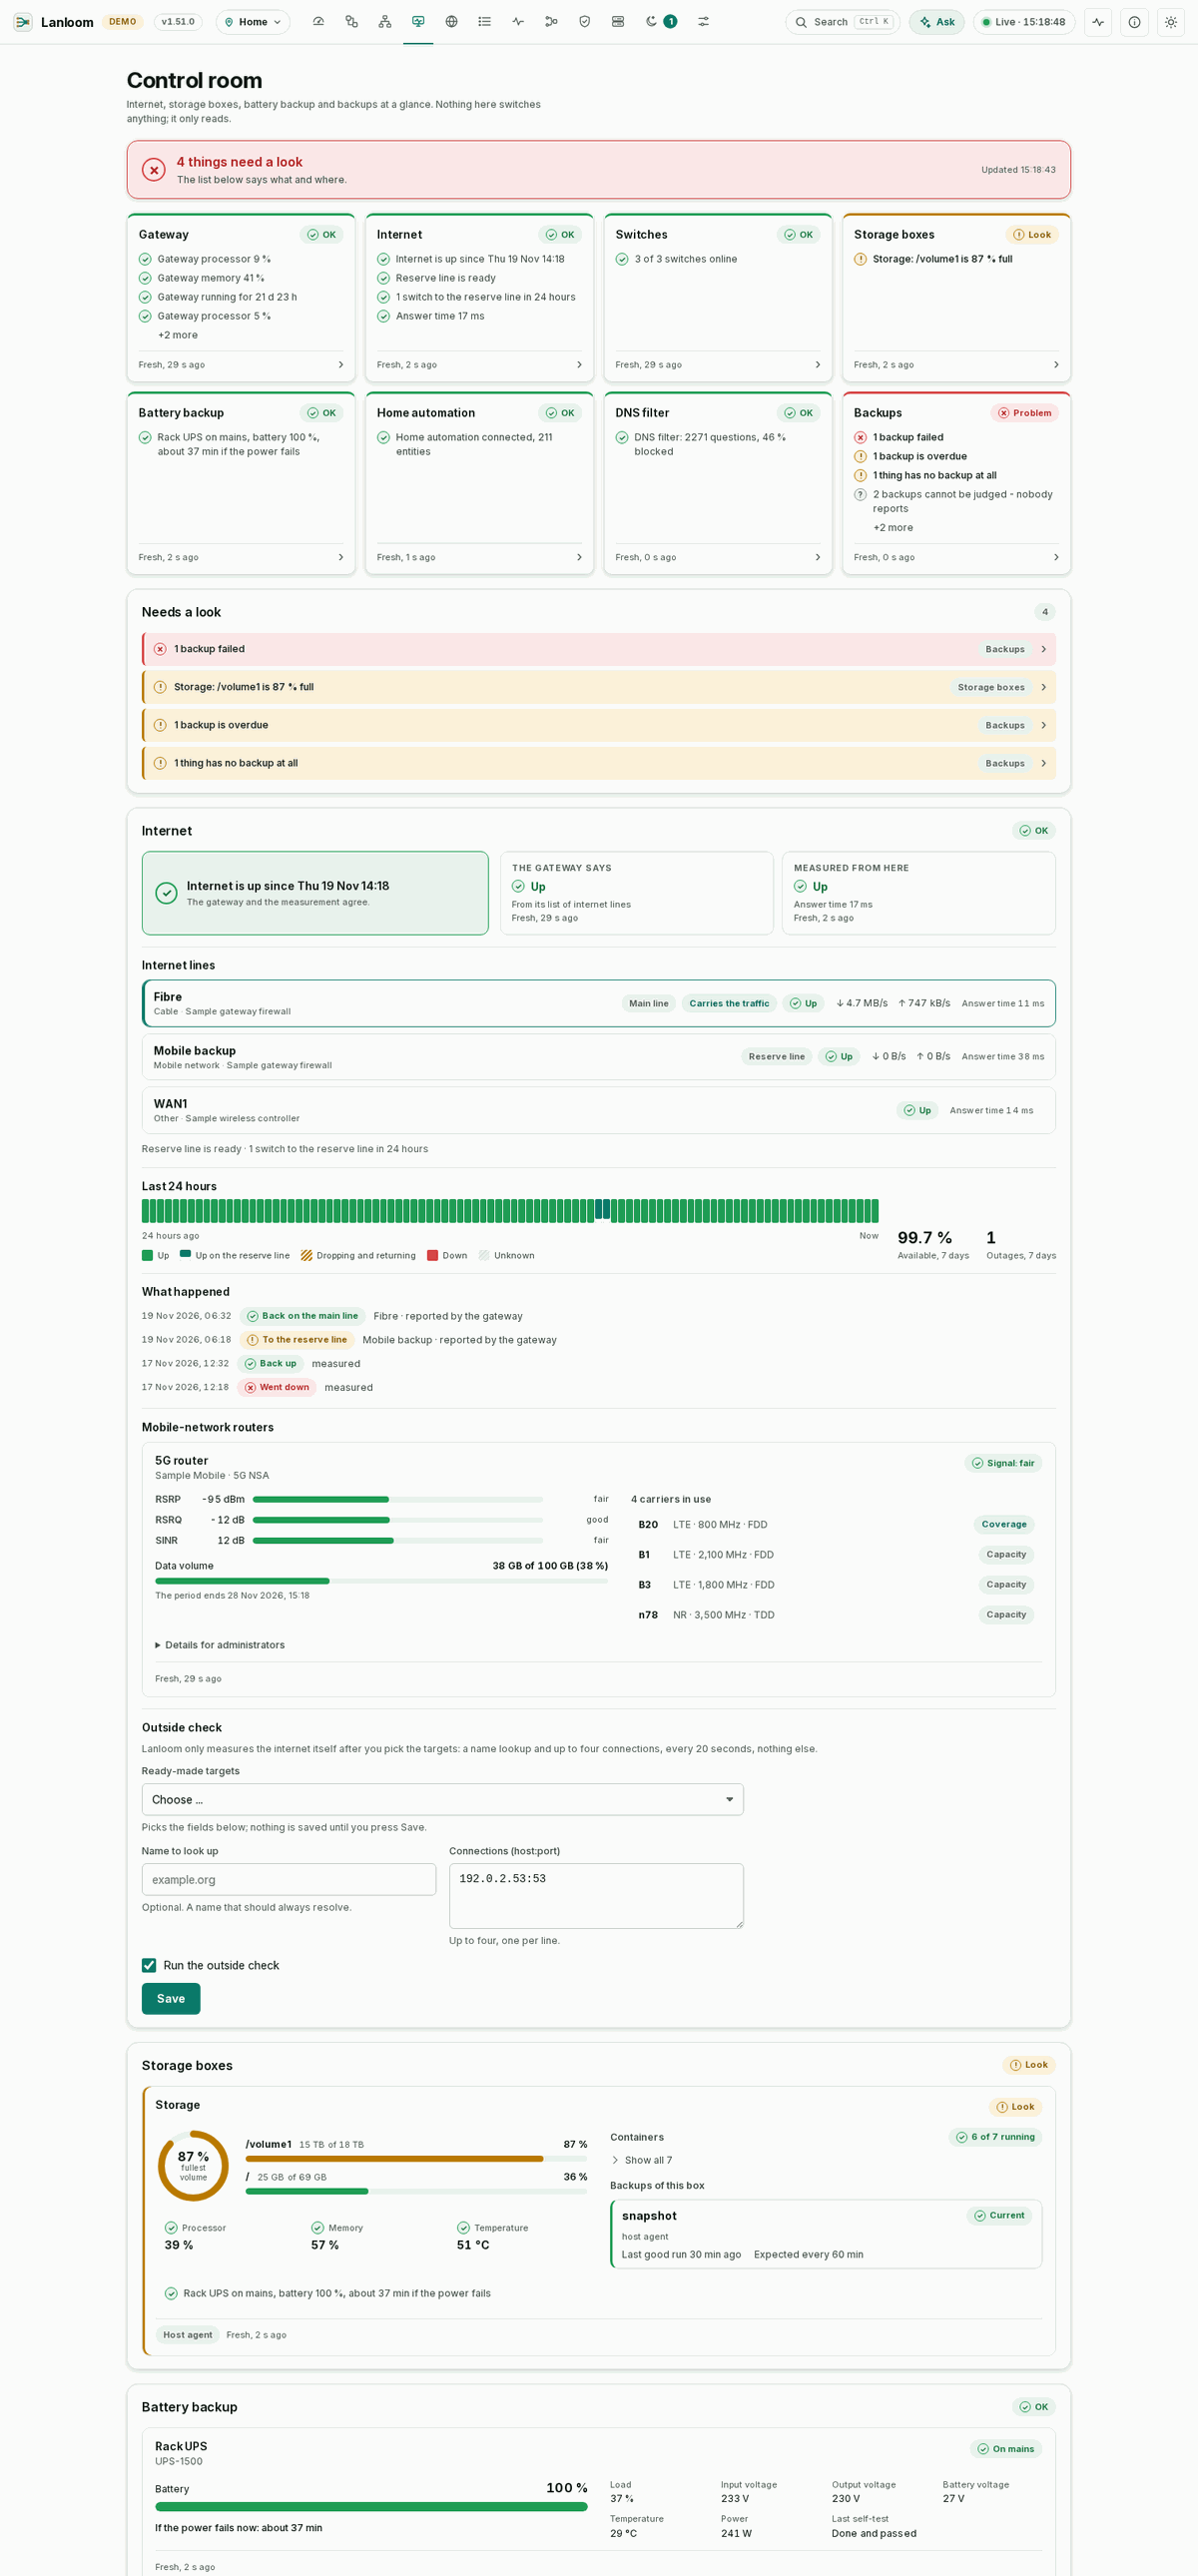 Lanloom DEMO v1.51.0 Home 1 Search Ctrl K Ask Live · 15:18:48
Control room
Internet, storage boxes, battery backup and backups at a glance. Nothing here switches
anything; it only reads.
4 things need a look
The list below says what and where.
Updated 15:18:43
Gateway OK
Gateway processor 9 %
Gateway memory 41 %
Gateway running for 21 d 23 h
Gateway processor 5 %
+2 more
Fresh, 29 s ago
Internet OK
Internet is up since Thu 19 Nov 14:18
Reserve line is ready
1 switch to the reserve line in 24 hours
Answer time 17 ms
Fresh, 2 s ago
Switches OK
3 of 3 switches online
Fresh, 29 s ago
Storage boxes Look
Storage: /volume1 is 87 % full
Fresh, 2 s ago
Battery backup OK
Rack UPS on mains, battery 100 %,
about 37 min if the power fails
Fresh, 2 s ago
Home automation OK
Home automation connected, 211
entities
Fresh, 1 s ago
DNS filter OK
DNS filter: 2271 questions, 46 %
blocked
Fresh, 0 s ago
Backups Problem
1 backup failed
1 backup is overdue
1 thing has no backup at all
2 backups cannot be judged - nobody
reports
+2 more
Fresh, 0 s ago
Needs a look 4
1 backup failed Backups
Storage: /volume1 is 87 % full Storage boxes
1 backup is overdue Backups
1 thing has no backup at all Backups
Internet OK
Internet is up since Thu 19 Nov 14:18
The gateway and the measurement agree.
THE GATEWAY SAYS
Up
From its list of internet lines
Fresh, 29 s ago
MEASURED FROM HERE
Up
Answer time 17 ms
Fresh, 2 s ago
Internet lines
Fibre
Cable · Sample gateway firewall
Main line Carries the traffic Up ↓ 4.7 MB/s ↑ 747 kB/s Answer time 11 ms
Mobile backup
Mobile network · Sample gateway firewall
Reserve line Up ↓ 0 B/s ↑ 0 B/s Answer time 38 ms
WAN1
Other · Sample wireless controller
Up Answer time 14 ms
Reserve line is ready · 1 switch to the reserve line in 24 hours
Last 24 hours
24 hours ago Now
Up Up on the reserve line Dropping and returning Down Unknown
99.7 %
Available, 7 days
1
Outages, 7 days
What happened
19 Nov 2026, 06:32 Back on the main line Fibre · reported by the gateway
19 Nov 2026, 06:18 To the reserve line Mobile backup · reported by the gateway
17 Nov 2026, 12:32 Back up measured
17 Nov 2026, 12:18 Went down measured
Mobile-network routers
5G router
Sample Mobile · 5G NSA
Signal: fair
RSRP -95 dBm fair
RSRQ -12 dB good
SINR 12 dB fair
Data volume 38 GB of 100 GB (38 %)
The period ends 28 Nov 2026, 15:18
4 carriers in use
B20 LTE · 800 MHz · FDD Coverage
B1 LTE · 2,100 MHz · FDD Capacity
B3 LTE · 1,800 MHz · FDD Capacity
n78 NR · 3,500 MHz · TDD Capacity
Details for administrators
Fresh, 29 s ago
Outside check
Lanloom only measures the internet itself after you pick the targets: a name lookup and up to four connections, every 20 seconds, nothing else.
Ready-made targets
Choose ...
Picks the fields below; nothing is saved until you press Save.
Name to look up
example.org
Optional. A name that should always resolve.
Connections (host:port)
192.0.2.53:53
Up to four, one per line.
Run the outside check
Save
Storage boxes Look
Storage Look
87 %
fullest
volume
/volume1 15 TB of 18 TB 87 %
/ 25 GB of 69 GB 36 %
Processor
39 %
Memory
57 %
Temperature
51 °C
Containers 6 of 7 running
Show all 7
Backups of this box
snapshot Current
host agent
Last good run 30 min ago Expected every 60 min
Rack UPS on mains, battery 100 %, about 37 min if the power fails
Host agent Fresh, 2 s ago
Battery backup OK
Rack UPS
UPS-1500
On mains
Battery 100 %
If the power fails now: about 37 min
Load
37 %
Input voltage
233 V
Output voltage
230 V
Battery voltage
27 V
Temperature
29 °C
Power
241 W
Last self-test
Done and passed
Fresh, 2 s ago